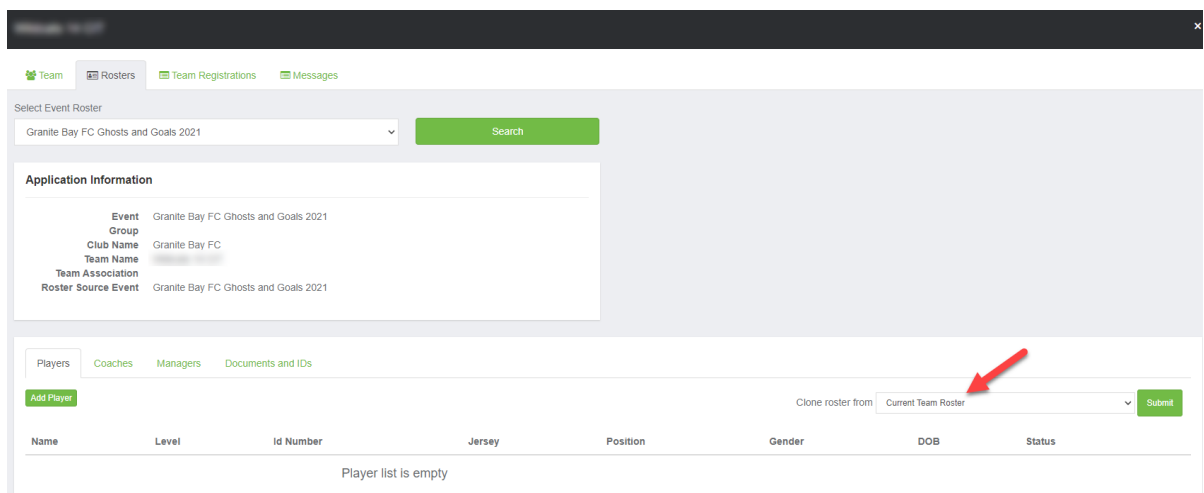 ×
Team Rosters Team Registrations Messages
Select Event Roster
Granite Bay FC Ghosts and Goals 2021 Search
Application Information
Event Granite Bay FC Ghosts and Goals 2021
Group
Club Name Granite Bay FC
Team Name
Team Association
Roster Source Event Granite Bay FC Ghosts and Goals 2021
Players Coaches Managers Documents and IDs
Add Player Clone roster from Current Team Roster Submit
Name Level Id Number Jersey Position Gender DOB Status
Player list is empty